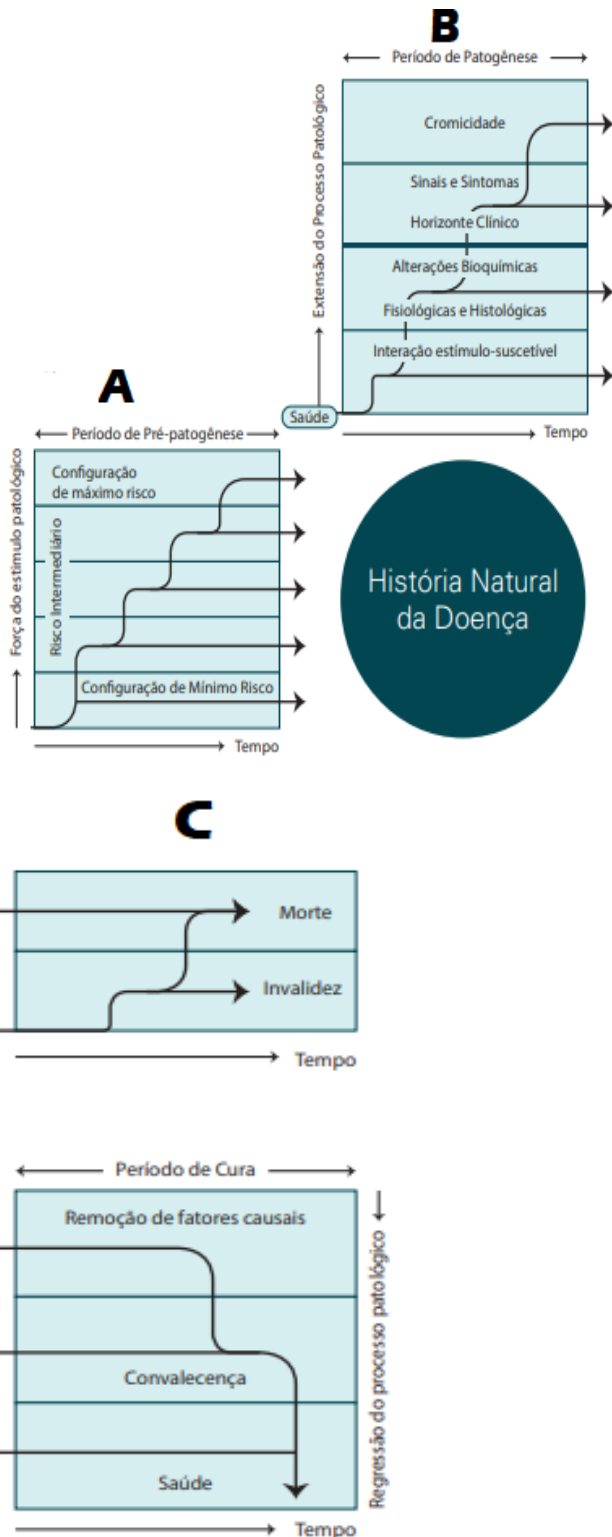 B
Período de Patogênese
Extensão do Processo Patológico
Cromicidade
Sinais e Sintomas
Horizonte Clínico
Alterações Bioquímicas
Fisiológicas e Histológicas
Interação estímulo-suscetível
Saúde
Tempo
A
Período de Pré-patogênese
Força do estimulo patológico
Configuração
de máximo risco
Risco Intermediário
Configuração de Mínimo Risco
Tempo
História Natural
da Doença
C
Morte
Invalidez
Tempo
Período de Cura
Remoção de fatores causais
Convalecença
Saúde
Regressão do processo patológico
Tempo